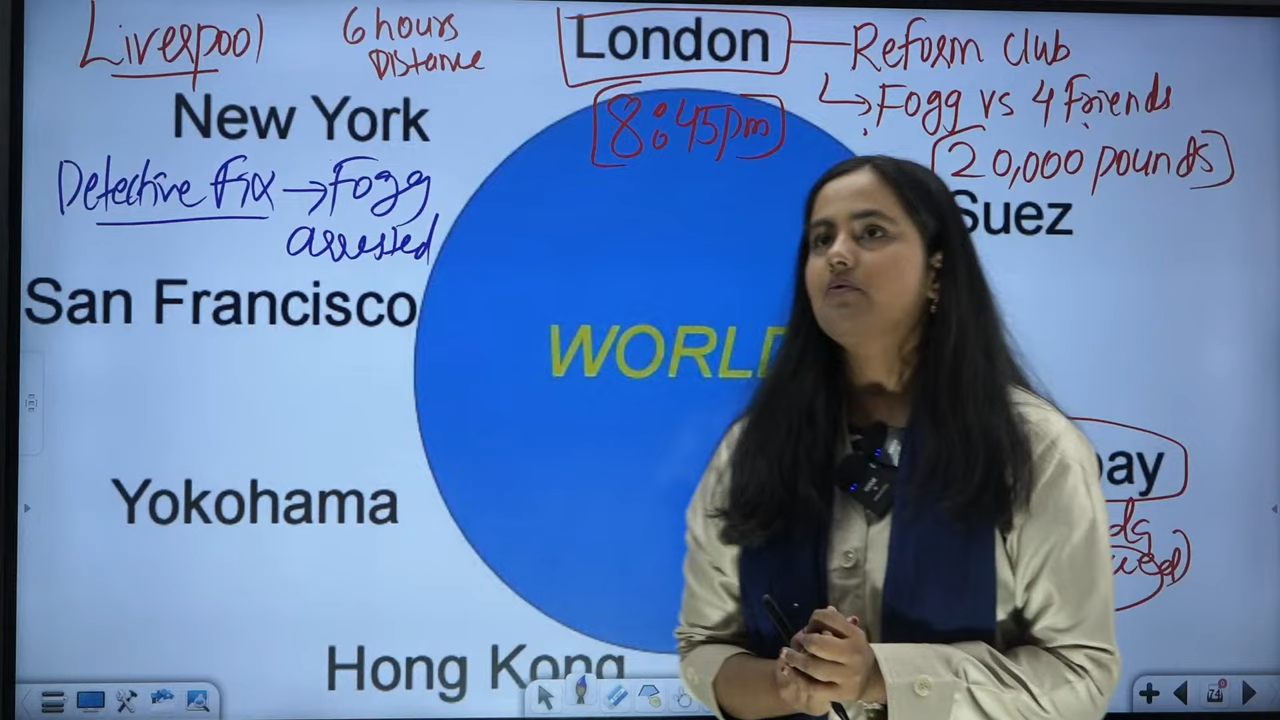 Liverpool
6 hours
Distance
London
Reform Club
Fogg vs 4 Friends
8:45pm
20,000 pounds
New York
Detective Fix → Fogg
arrested
Suez
San Francisco
WORLD
Yokohama
Hong Kong
74